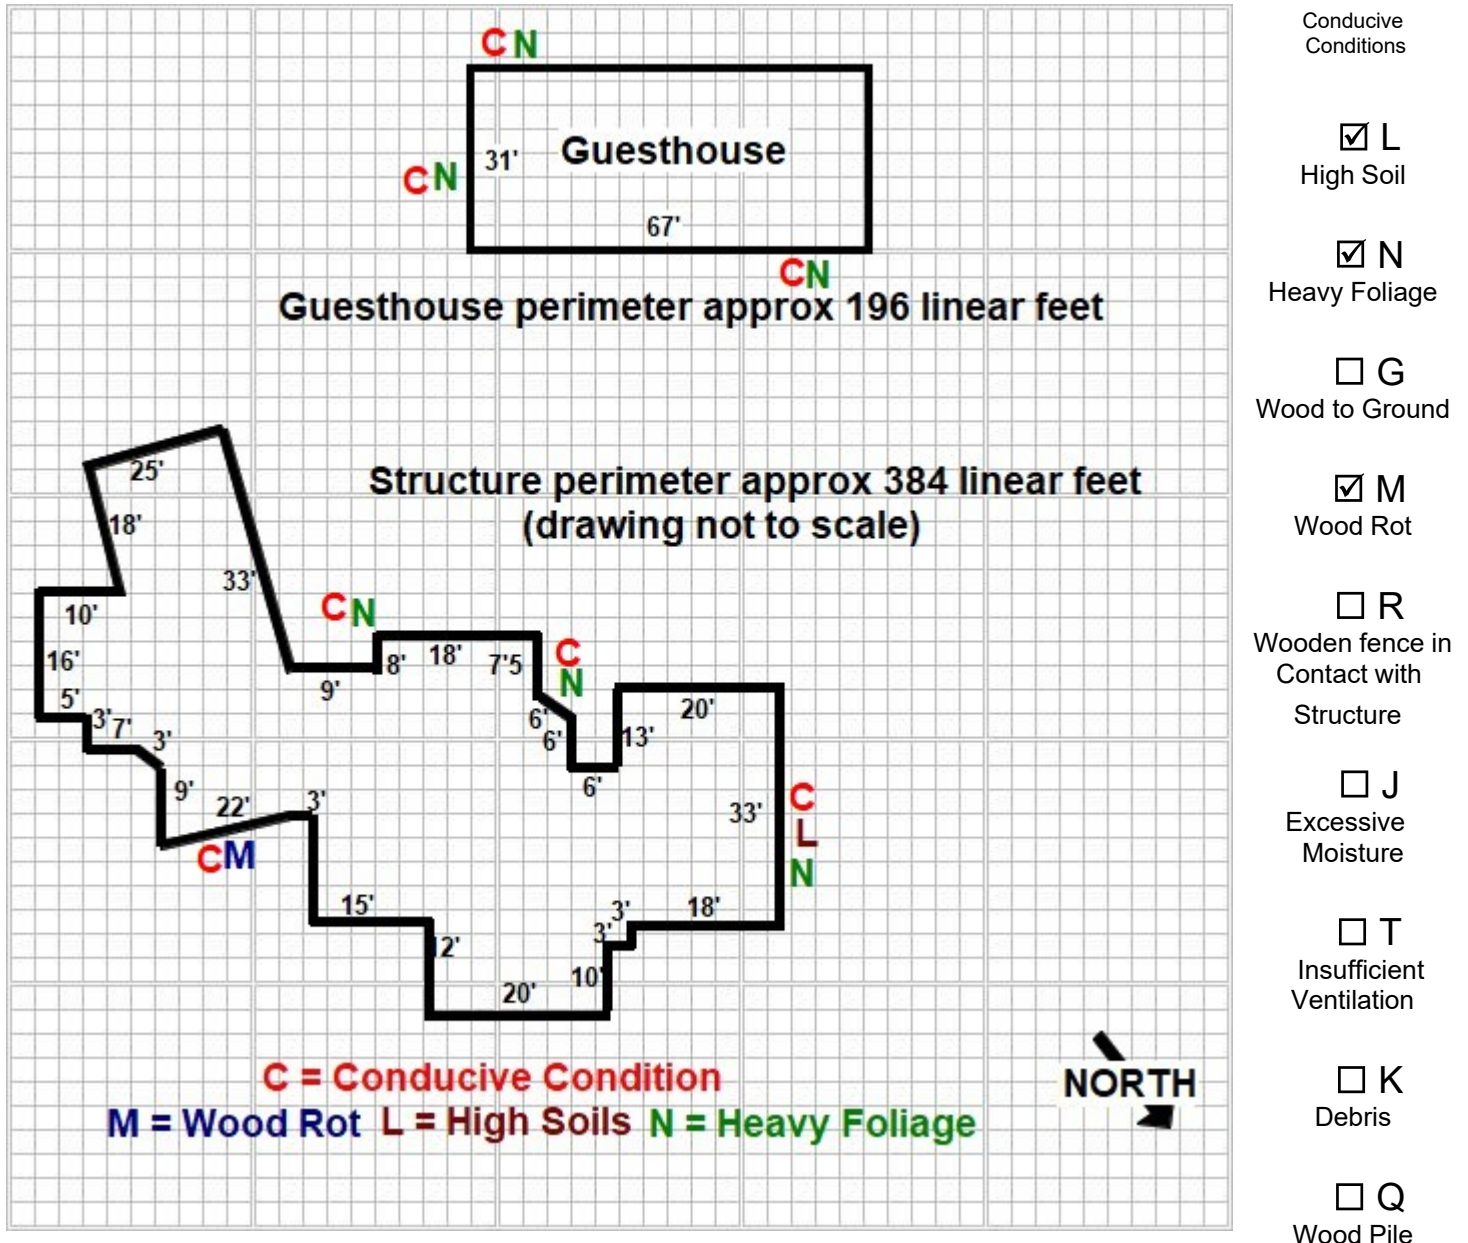 C N
Guesthouse
31'
C N
67'
CN
Guesthouse perimeter approx 196 linear feet
25'
Structure perimeter approx 384 linear feet
(drawing not to scale)
18'
33'
10'
C N
8'
18'
7'5
C
N
16'
9'
5'
3'
7'
3'
6'
6'
13'
20'
6'
9'
22'
3'
33'
C
L
N
CM
15'
3'
18'
3'
12'
10'
20'
C = Conducive Condition
M = Wood Rot L = High Soils N = Heavy Foliage
NORTH
Conducive
Conditions
☑ L
High Soil
☑ N
Heavy Foliage
☐ G
Wood to Ground
☑ M
Wood Rot
☐ R
Wooden fence in
Contact with
Structure
☐ J
Excessive
Moisture
☐ T
Insufficient
Ventilation
☐ K
Debris
☐ Q
Wood Pile